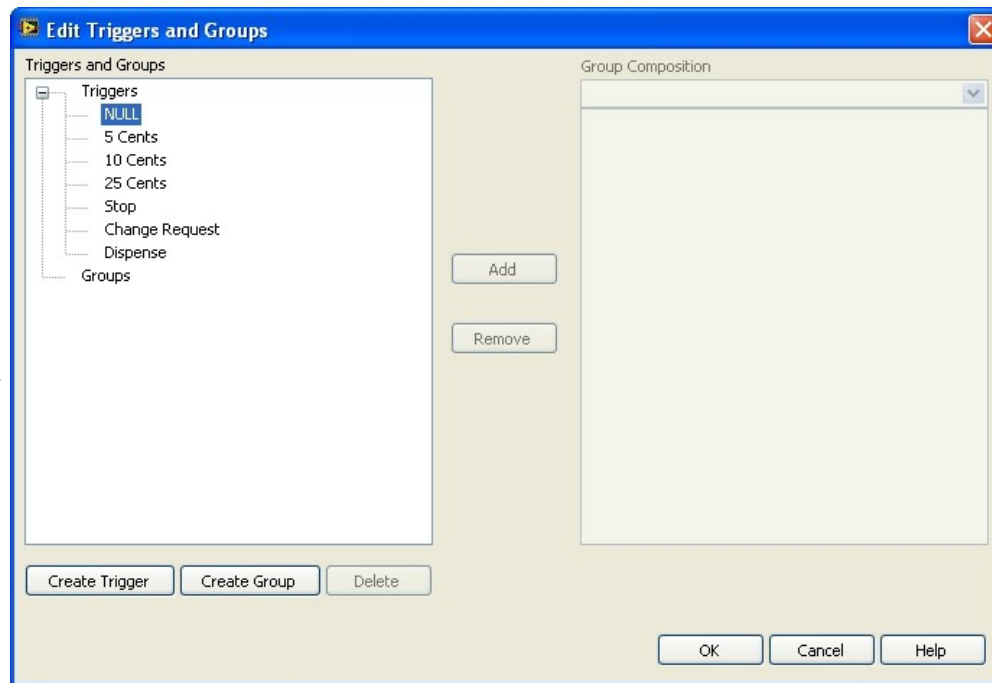 Edit Triggers and Groups
Triggers and Groups
Triggers
NULL
5 Cents
10 Cents
25 Cents
Stop
Change Request
Dispense
Groups
Group Composition
Add
Remove
Create Trigger
Create Group
Delete
OK
Cancel
Help